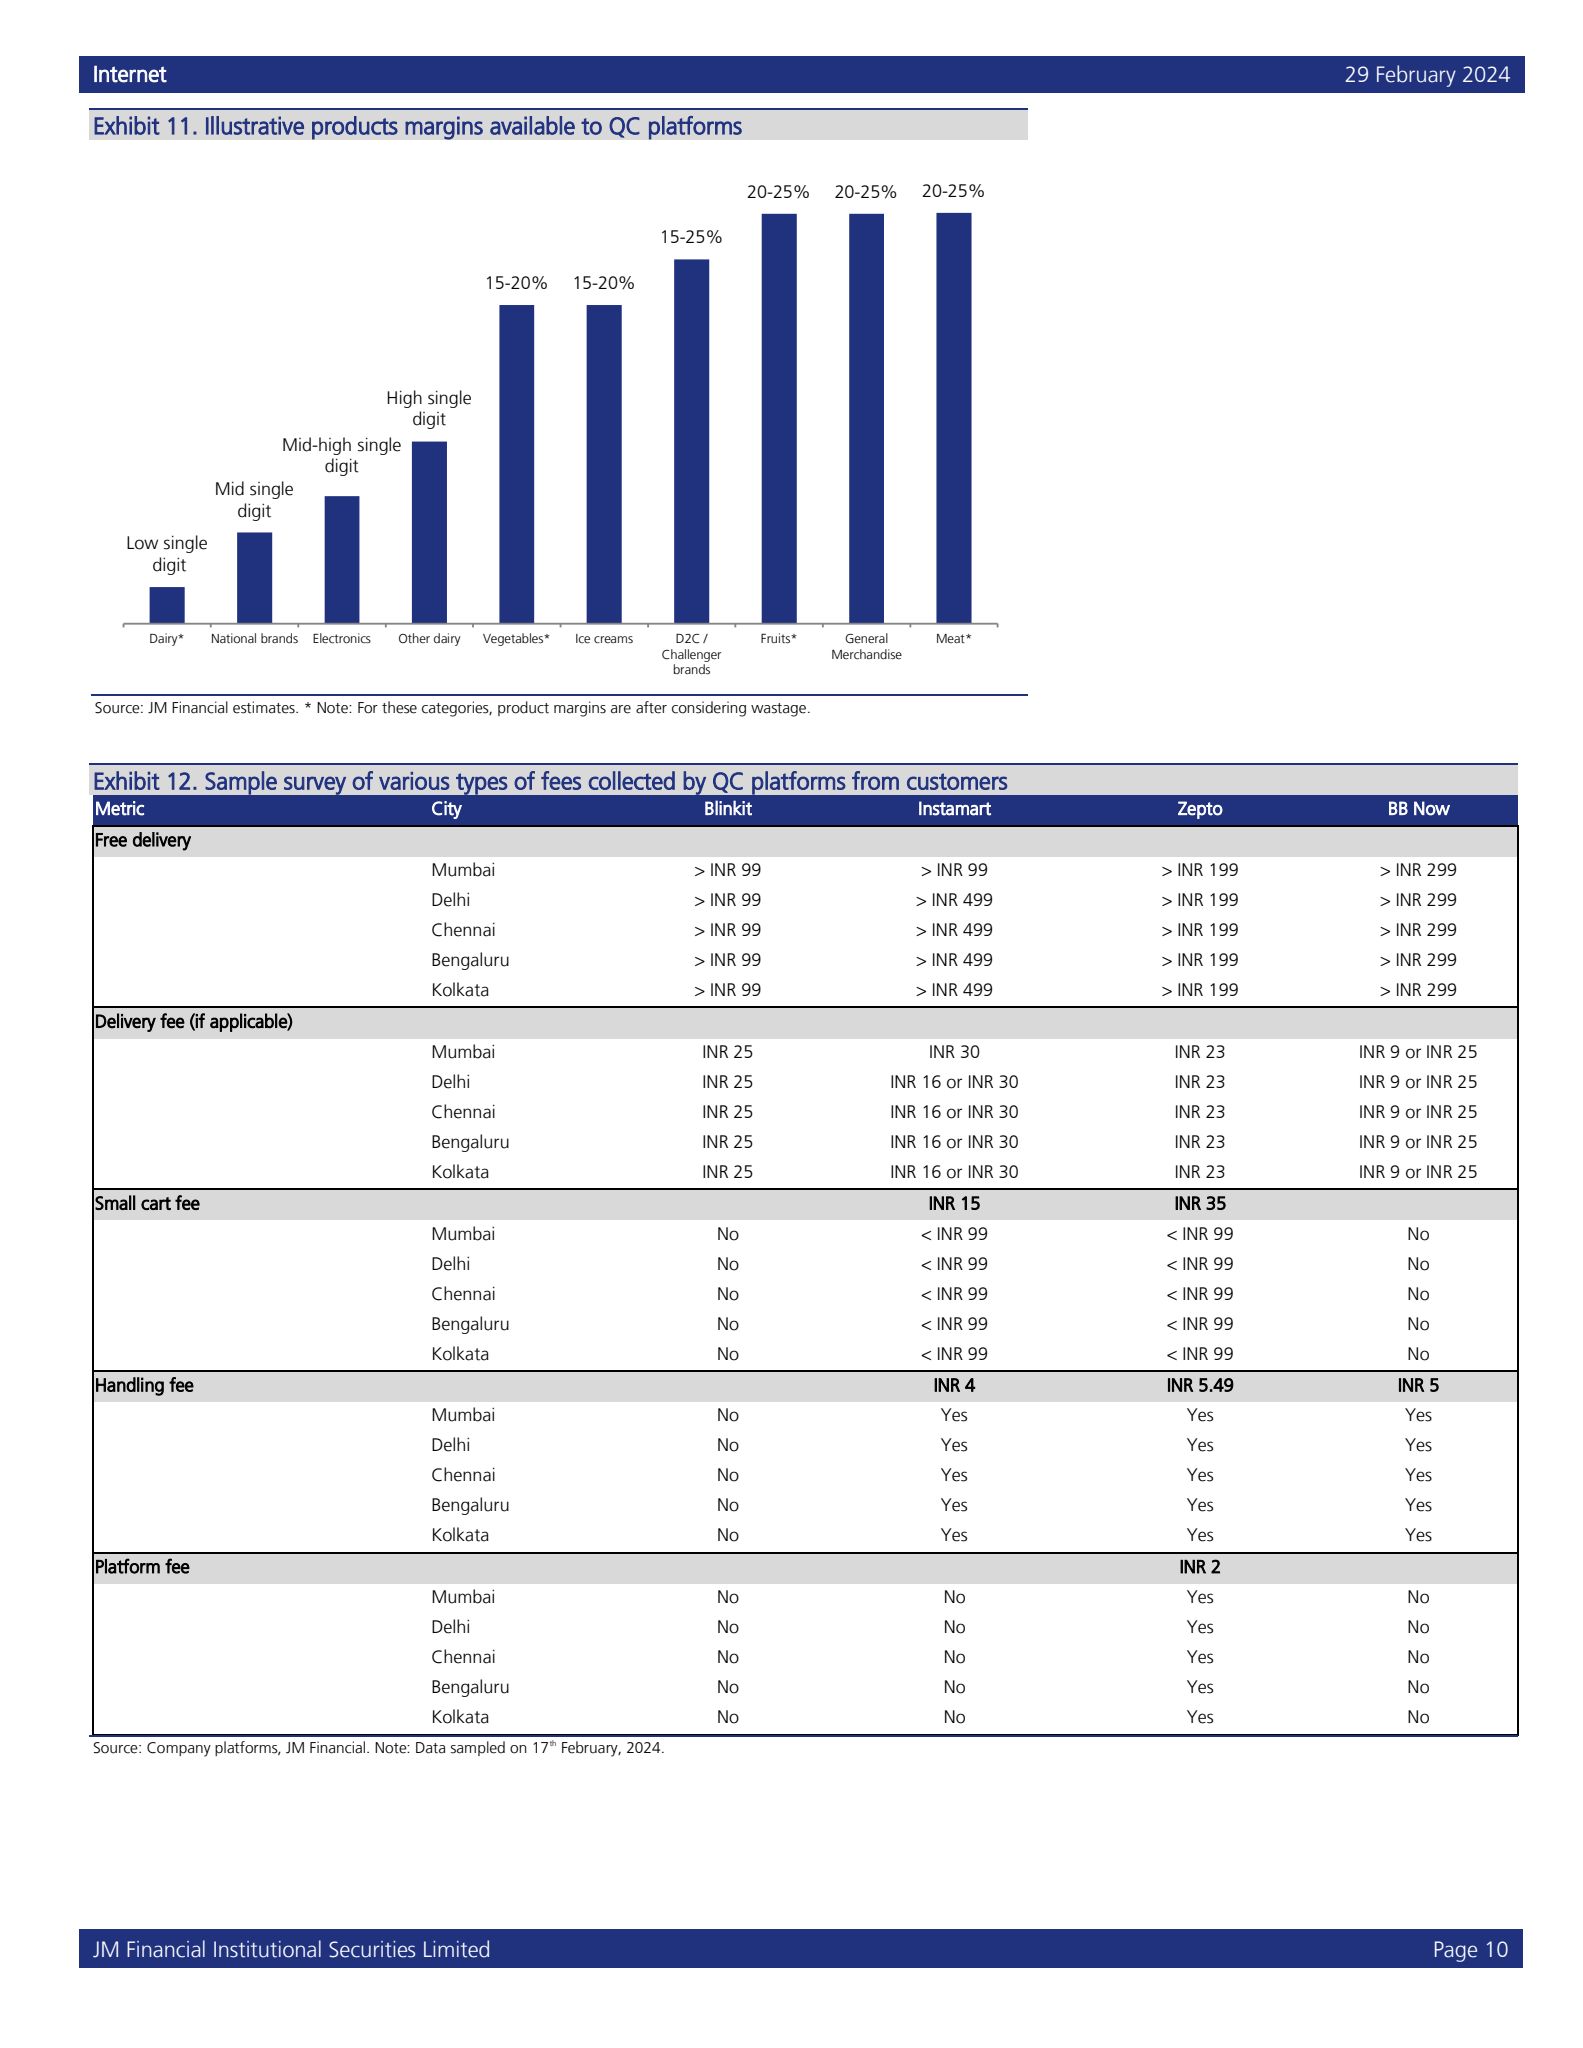 Internet 29 February 2024
Exhibit 11. Illustrative products margins available to QC platforms
20-25% 20-25% 20-25%
15-25%
15-20% 15-20%
High single
digit
Mid-high single
digit
Mid single
digit
Low single
digit
Dairy* National brands Electronics Other dairy Vegetables* Ice creams D2C / Fruits* General Meat*
Challenger Merchandise
brands
Source: JM Financial estimates. * Note: For these categories, product margins are after considering wastage.
Exhibit 12. Sample survey of various types of fees collected by QC platforms from customers
Metric City Blinkit Instamart Zepto BB Now
Free delivery
Mumbai > INR 99 > INR 99 > INR 199 > INR 299
Delhi > INR 99 > INR 499 > INR 199 > INR 299
Chennai > INR 99 > INR 499 > INR 199 > INR 299
Bengaluru > INR 99 > INR 499 > INR 199 > INR 299
Kolkata > INR 99 > INR 499 > INR 199 > INR 299
Delivery fee (if applicable)
Mumbai INR 25 INR 30 INR 23 INR 9 or INR 25
Delhi INR 25 INR 16 or INR 30 INR 23 INR 9 or INR 25
Chennai INR 25 INR 16 or INR 30 INR 23 INR 9 or INR 25
Bengaluru INR 25 INR 16 or INR 30 INR 23 INR 9 or INR 25
Kolkata INR 25 INR 16 or INR 30 INR 23 INR 9 or INR 25
Small cart fee INR 15 INR 35
Mumbai No < INR 99 < INR 99 No
Delhi No < INR 99 < INR 99 No
Chennai No < INR 99 < INR 99 No
Bengaluru No < INR 99 < INR 99 No
Kolkata No < INR 99 < INR 99 No
Handling fee INR 4 INR 5.49 INR 5
Mumbai No Yes Yes Yes
Delhi No Yes Yes Yes
Chennai No Yes Yes Yes
Bengaluru No Yes Yes Yes
Kolkata No Yes Yes Yes
Platform fee INR 2
Mumbai No No Yes No
Delhi No No Yes No
Chennai No No Yes No
Bengaluru No No Yes No
Kolkata No No Yes No
Source: Company platforms, JM Financial. Note: Data sampled on 17th February, 2024.
JM Financial Institutional Securities Limited Page 10